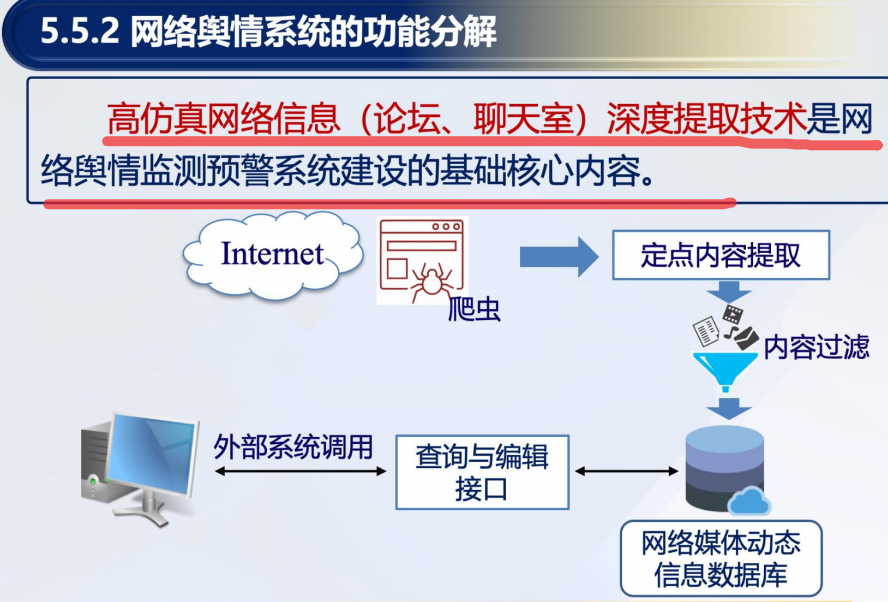 5.5.2 网络舆情系统的功能分解
高仿真网络信息（论坛、聊天室）深度提取技术是网
络舆情监测预警系统建设的基础核心内容。
Internet
爬虫
定点内容提取
内容过滤
外部系统调用
查询与编辑
接口
网络媒体动态
信息数据库